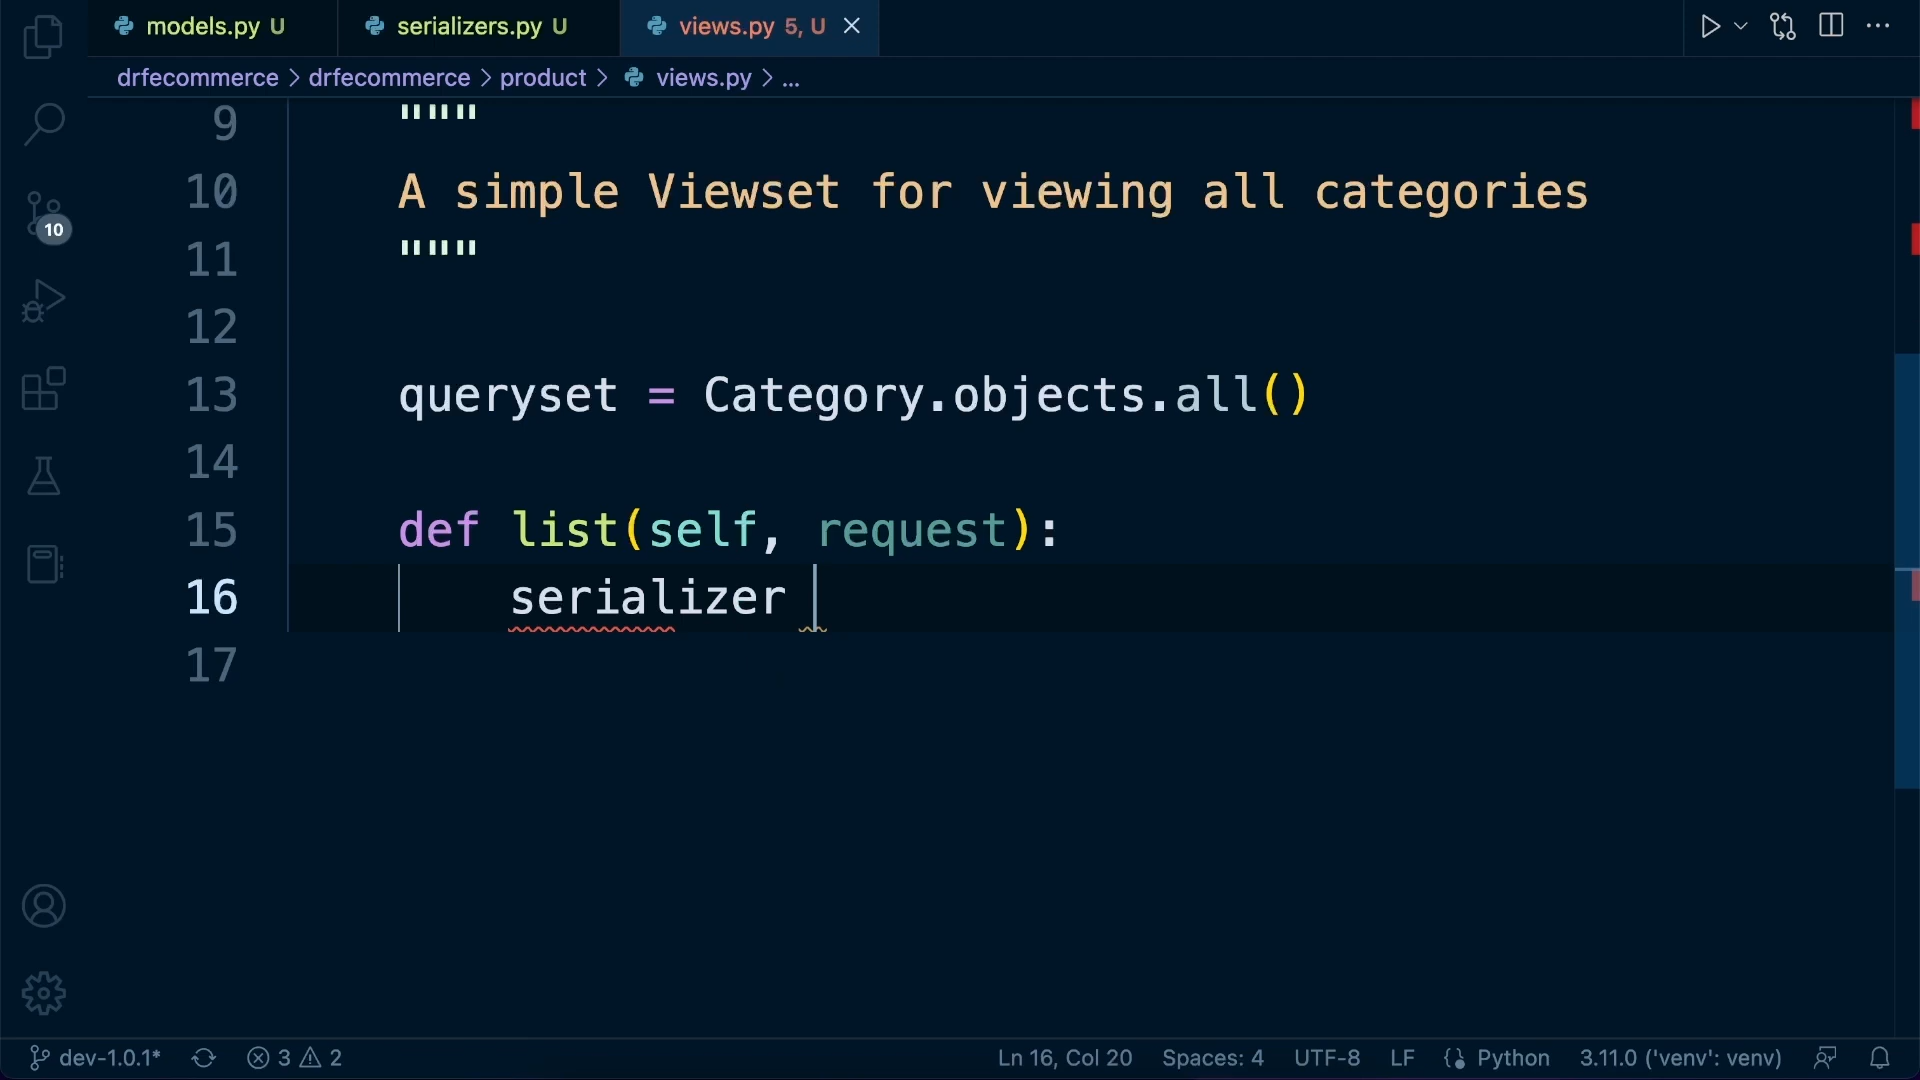 models.py U
serializers.py U
views.py 5, U
drfecommerce > drfecommerce > product > views.py > ...
9 """
10 A simple Viewset for viewing all categories
11 """
12
13 queryset = Category.objects.all()
14
15 def list(self, request):
16 serializer
17
10
dev-1.0.1* 3 2 Ln 16, Col 20 Spaces: 4 UTF-8 LF Python 3.11.0 ('venv': venv)